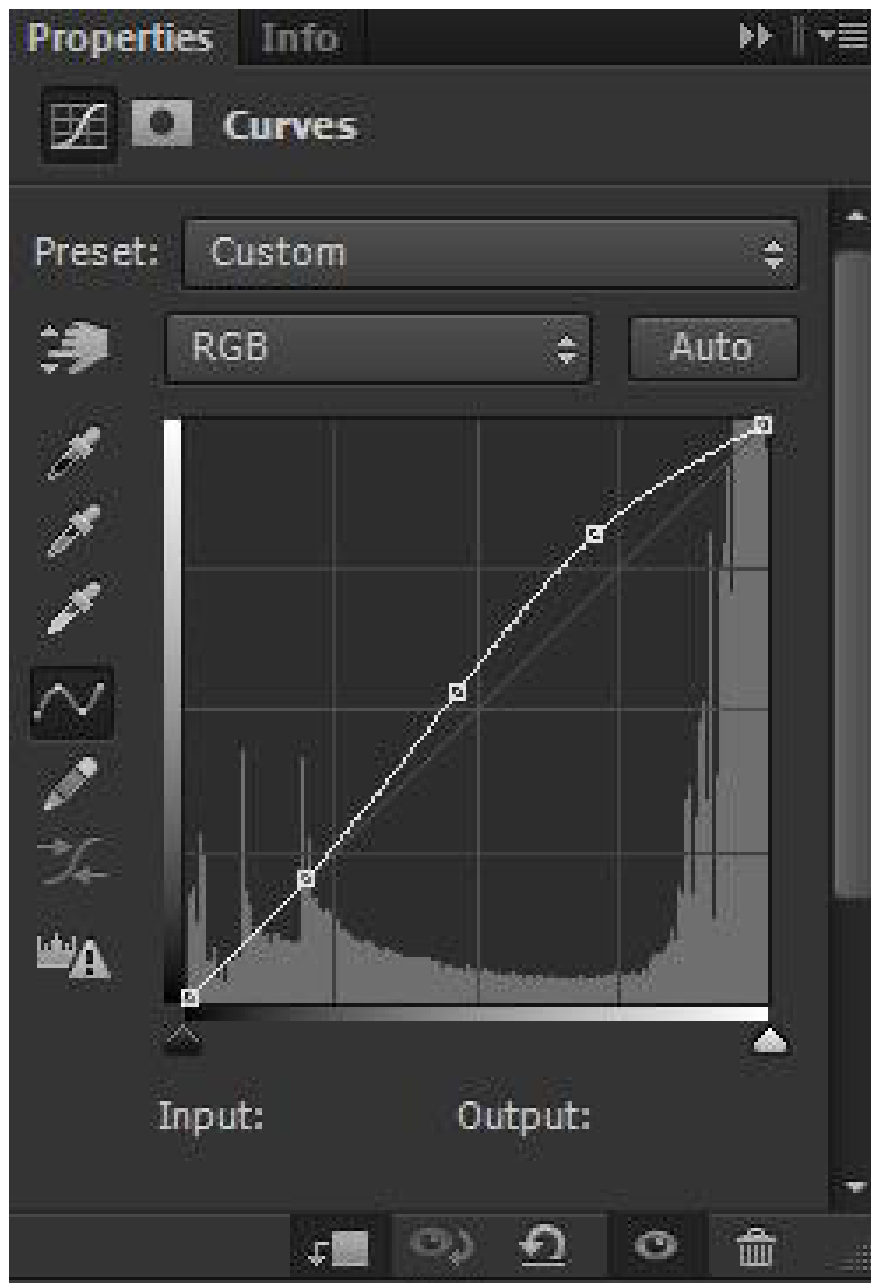 Properties Info
Curves
Preset: Custom
RGB Auto
Input: Output: